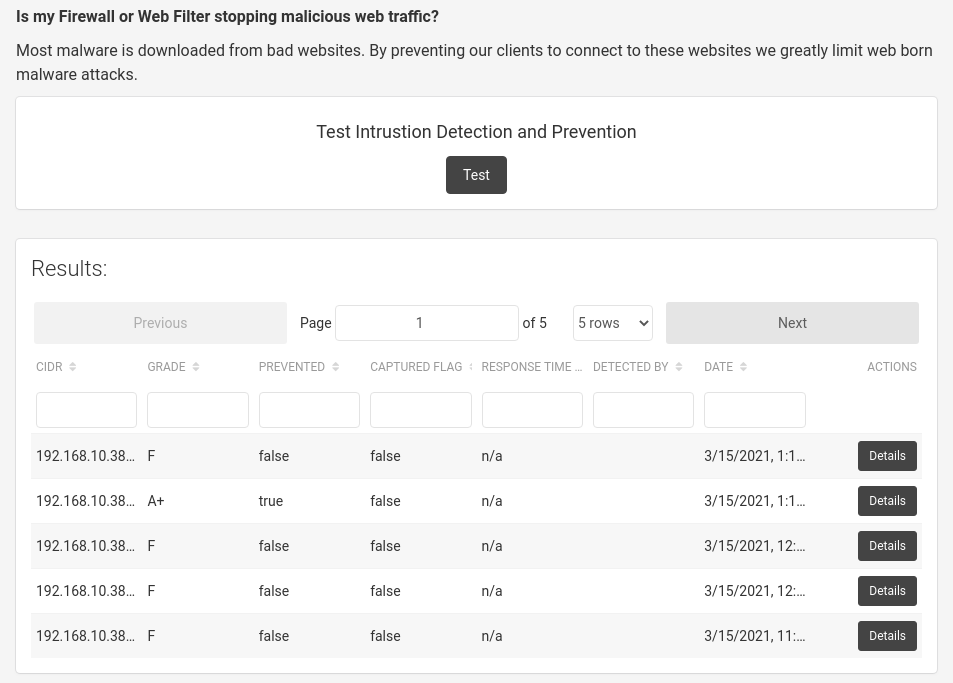 Is my Firewall or Web Filter stopping malicious web traffic?
Most malware is downloaded from bad websites. By preventing our clients to connect to these websites we greatly limit web born
malware attacks.
Test Intrustion Detection and Prevention
Test
Results:
Previous Page 1 of 5 5 rows Next
CIDR GRADE PREVENTED CAPTURED FLAG RESPONSE TIME ... DETECTED BY DATE ACTIONS
192.168.10.38... F false false n/a 3/15/2021, 1:1... Details
192.168.10.38... A+ true false n/a 3/15/2021, 1:1... Details
192.168.10.38... F false false n/a 3/15/2021, 12:... Details
192.168.10.38... F false false n/a 3/15/2021, 12:... Details
192.168.10.38... F false false n/a 3/15/2021, 11:... Details